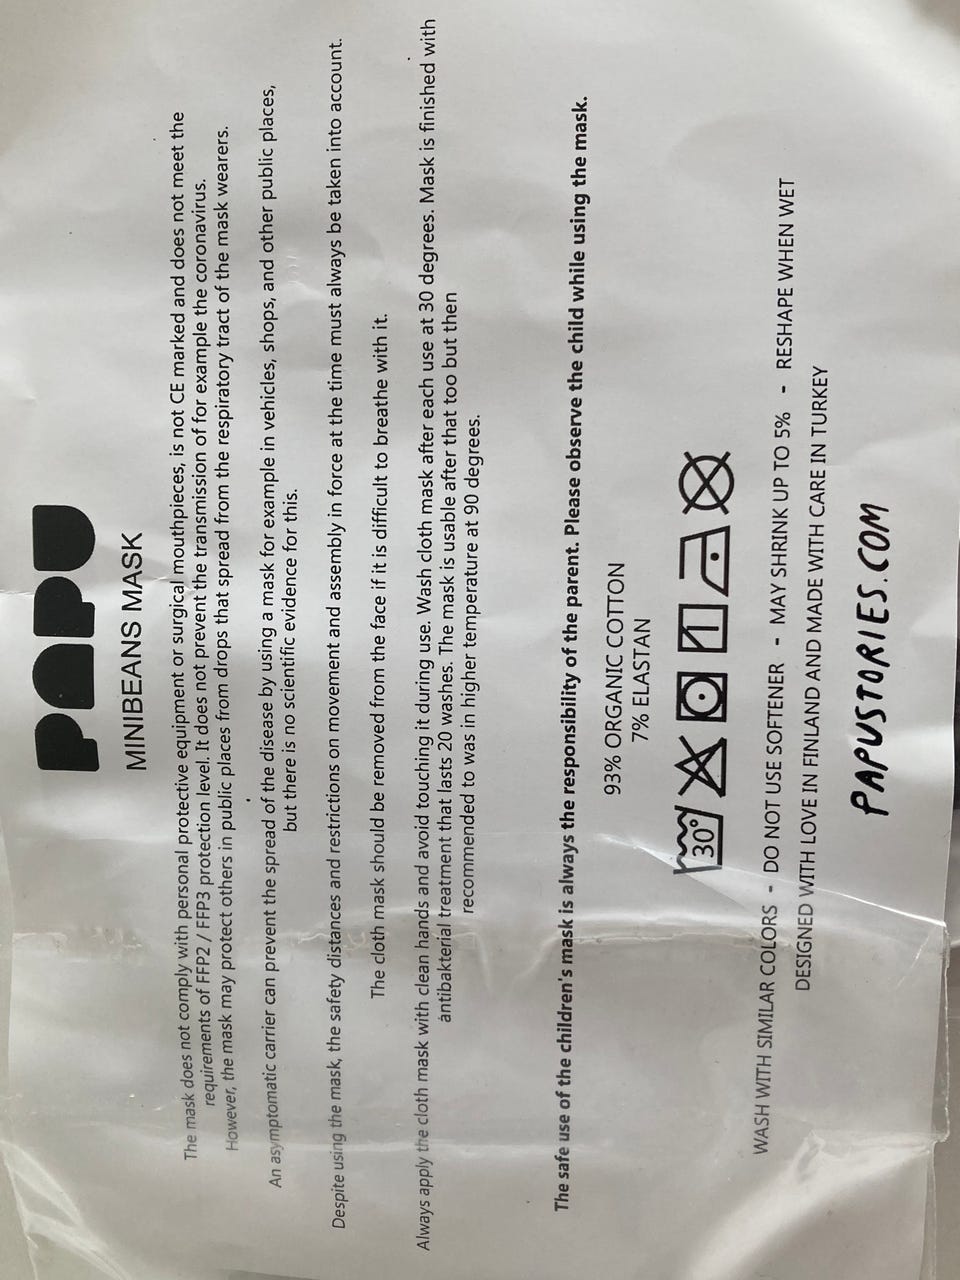 PAPU
MINIBEANS MASK
The mask does not comply with personal protective equipment or surgical mouthpieces, is not CE marked and does not meet the
requirements of FFP2 / FFP3 protection level. It does not prevent the transmission of for example the coronavirus.
However, the mask may protect others in public places from drops that spread from the respiratory tract of the mask wearers.
An asymptomatic carrier can prevent the spread of the disease by using a mask for example in vehicles, shops, and other public places,
but there is no scientific evidence for this.
Despite using the mask, the safety distances and restrictions on movement and assembly in force at the time must always be taken into account.
The cloth mask should be removed from the face if it is difficult to breathe with it.
Always apply the cloth mask with clean hands and avoid touching it during use. Wash cloth mask after each use at 30 degrees. Mask is finished with
antibakterial treatment that lasts 20 washes. The mask is usable after that too but then
recommended to was in higher temperature at 90 degrees.
The safe use of the children's mask is always the responsibility of the parent. Please observe the child while using the mask.
93% ORGANIC COTTON
7% ELASTAN
30°
WASH WITH SIMILAR COLORS - DO NOT USE SOFTENER - MAY SHRINK UP TO 5% - RESHAPE WHEN WET
DESIGNED WITH LOVE IN FINLAND AND MADE WITH CARE IN TURKEY
PAPUSTORIES.COM